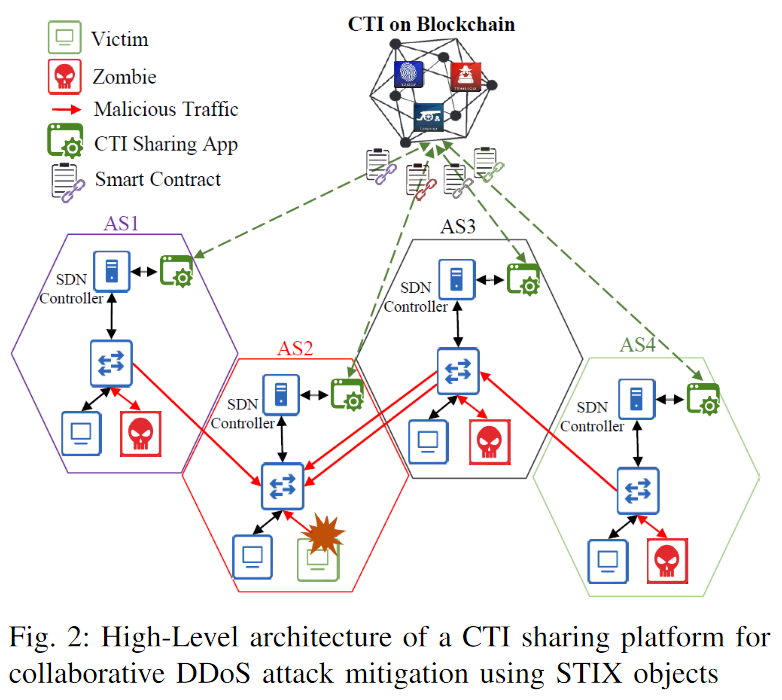 CTI on Blockchain
Victim
Zombie
Malicious Traffic
CTI Sharing App
Smart Contract
AS1
SDN
Controller
AS2
SDN
Controller
AS3
SDN
Controller
AS4
SDN
Controller
Fig. 2: High-Level architecture of a CTI sharing platform for
collaborative DDoS attack mitigation using STIX objects